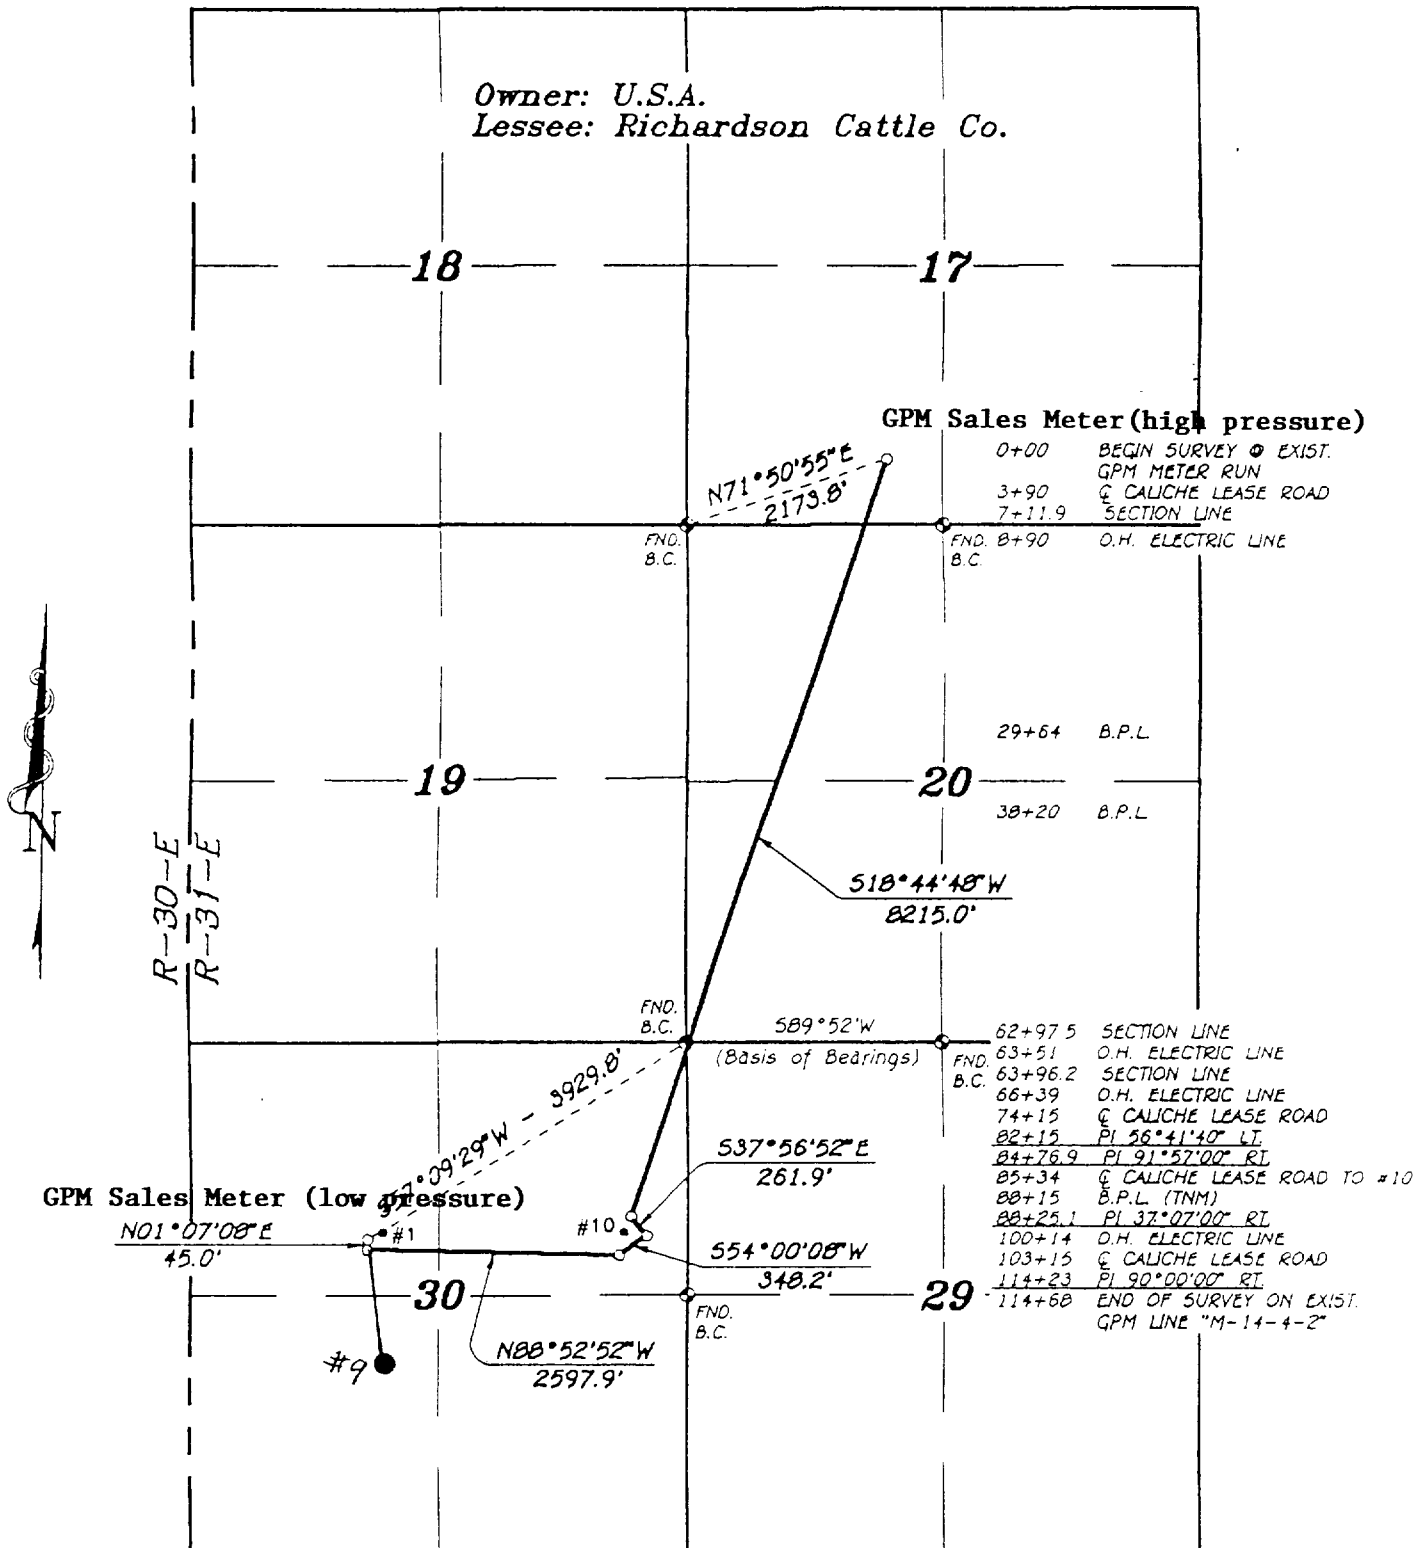 Owner: U.S.A.
Lessee: Richardson Cattle Co.
18
17
GPM Sales Meter (high pressure)
0+00 BEGIN SURVEY @ EXIST.
GPM METER RUN
3+90 ℄ CALICHE LEASE ROAD
7+11.9 SECTION LINE
8+90 O.H. ELECTRIC LINE
N71°50'55"E
2173.8'
FND.
B.C.
FND.
B.C.
29+64 B.P.L.
19
20
38+20 B.P.L.
N
R-30-E
R-31-E
S18°44'48"W
8215.0'
FND.
B.C.
S89°52'W
(Basis of Bearings)
FND.
B.C.
62+97.5 SECTION LINE
63+51 O.H. ELECTRIC LINE
63+96.2 SECTION LINE
66+39 O.H. ELECTRIC LINE
74+15 ℄ CALICHE LEASE ROAD
82+15 PI 56°41'40" LT.
84+76.9 PI 91°57'00" RT.
85+34 ℄ CALICHE LEASE ROAD TO #10
88+15 B.P.L. (TNM)
88+25.1 PI 37°07'00" RT.
100+14 O.H. ELECTRIC LINE
103+15 ℄ CALICHE LEASE ROAD
114+23 PI 90°00'00" RT.
114+68 END OF SURVEY ON EXIST.
GPM LINE "M-14-4-2"
09'29"W - 3929.8'
S37°56'52"E
261.9'
GPM Sales Meter (low pressure)
N01°07'08"E
45.0'
#1
#10
S54°00'08"W
348.2'
30
29
FND.
B.C.
N88°52'52"W
2597.9'
#9